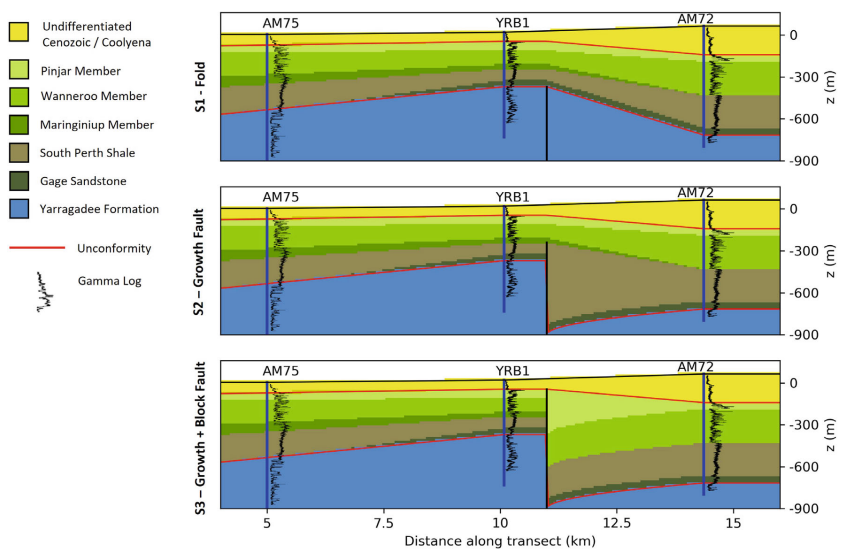 Undifferentiated
Cenozoic / Coolyena
Pinjar Member
Wanneroo Member
Maringiniup Member
South Perth Shale
Gage Sandstone
Yarragadee Formation
Unconformity
Gamma Log
S1 - Fold
AM75
YRB1
AM72
0
-300
-600
-900
z (m)
S2 – Growth Fault
AM75
YRB1
AM72
0
-300
-600
-900
z (m)
S3 – Growth + Block Fault
AM75
YRB1
AM72
0
-300
-600
-900
z (m)
5
7.5
10
12.5
15
Distance along transect (km)